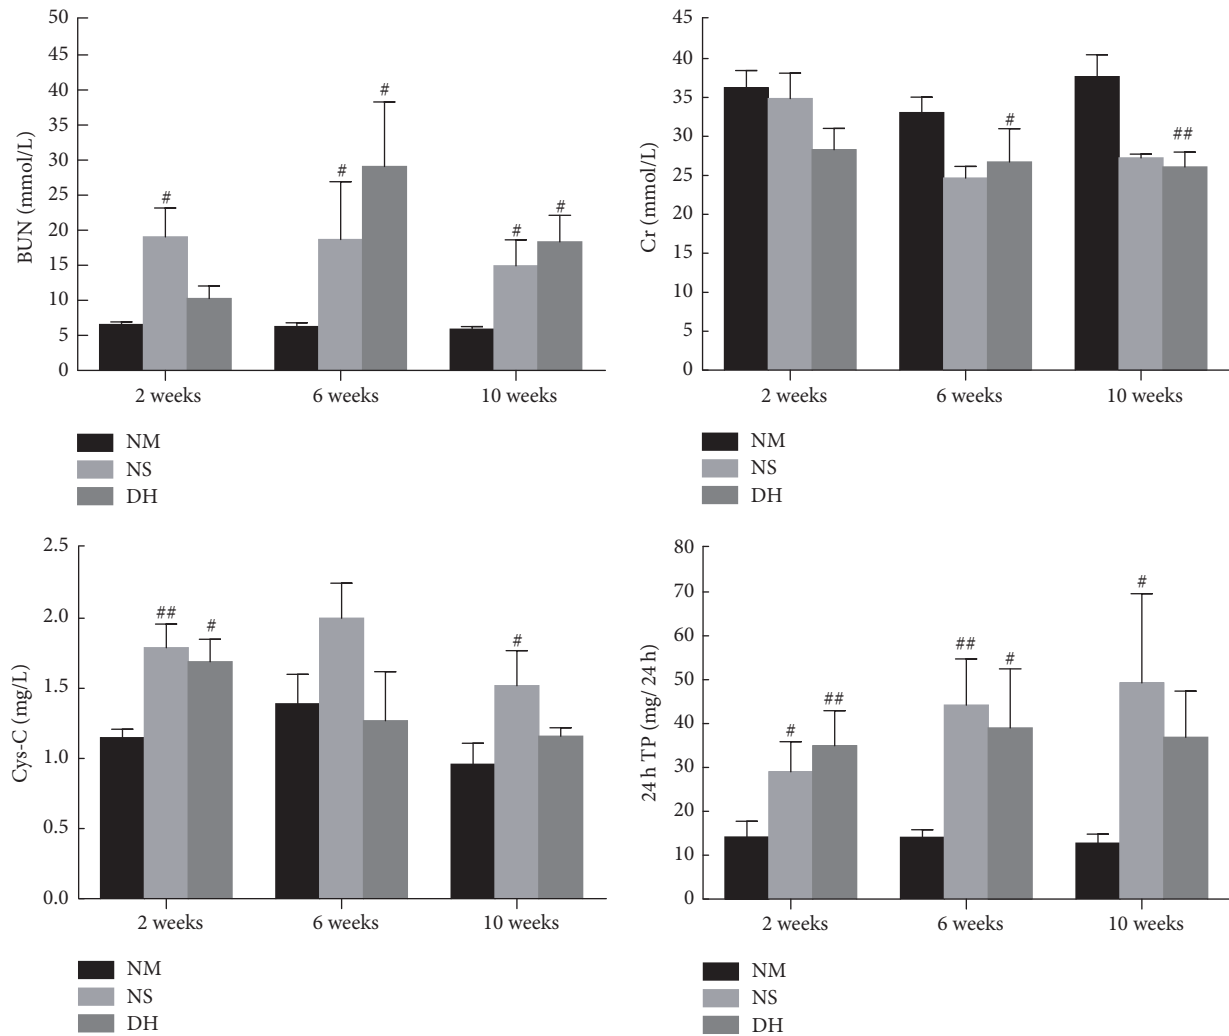 50
45
40
35
30
25
20
15
10
5
0
BUN (mmol/L)
#
#
#
#
#
2 weeks
6 weeks
10 weeks
NM
NS
DH
45
40
35
30
25
20
15
10
5
0
Cr (mmol/L)
#
##
2 weeks
6 weeks
10 weeks
NM
NS
DH
2.5
2.0
1.5
1.0
0.5
0.0
Cys-C (mg/L)
##
#
#
2 weeks
6 weeks
10 weeks
NM
NS
DH
80
70
60
50
40
30
20
10
0
24 h TP (mg/ 24 h)
#
##
##
#
#
2 weeks
6 weeks
10 weeks
NM
NS
DH